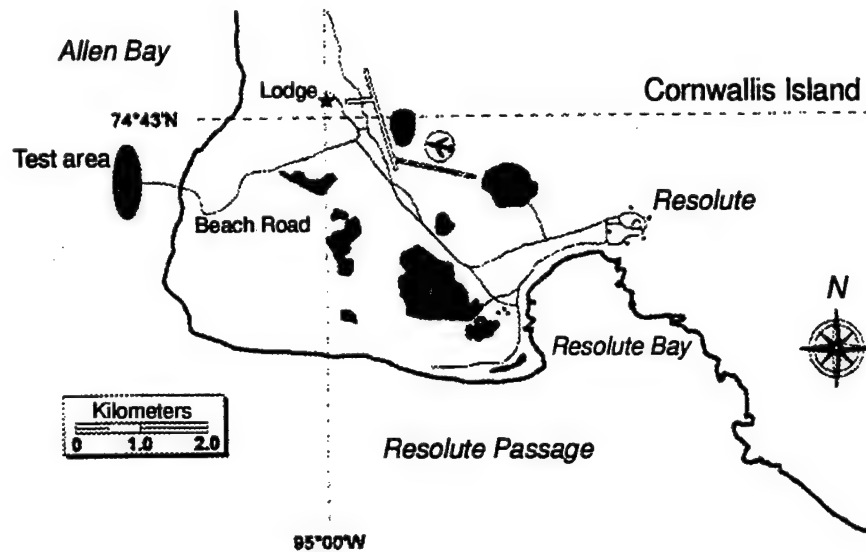 Allen Bay
Lodge
Cornwallis Island
74°43'N
Test area
Resolute
Beach Road
N
Resolute Bay
Kilometers
0 1.0 2.0
Resolute Passage
95°00'W